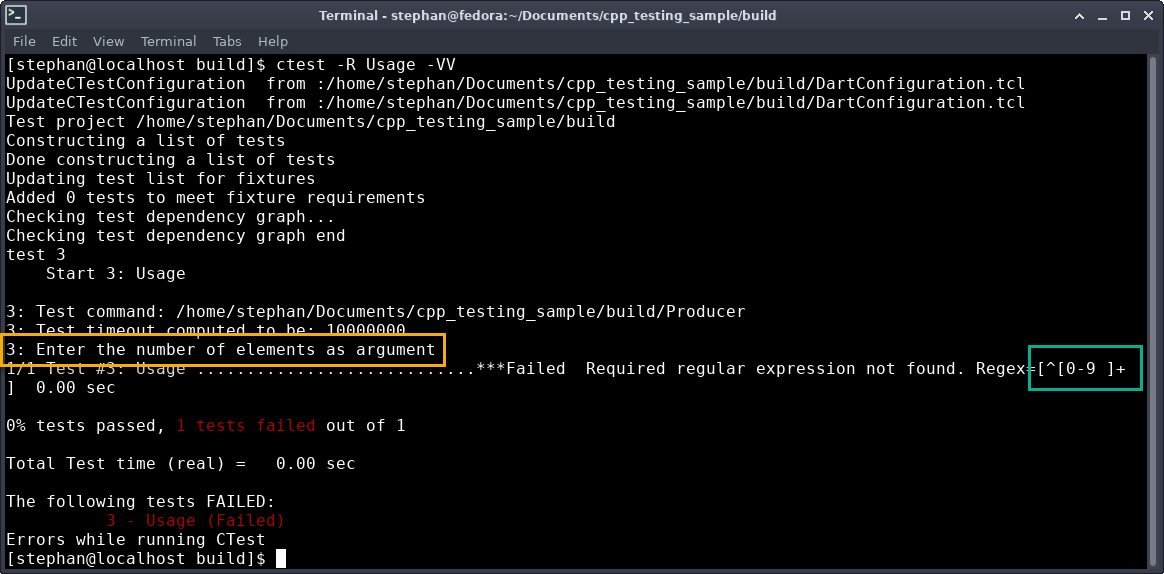 Terminal - stephan@fedora:~/Documents/cpp_testing_sample/build
File Edit View Terminal Tabs Help
[stephan@localhost build]$ ctest -R Usage -VV
UpdateCTestConfiguration  from :/home/stephan/Documents/cpp_testing_sample/build/DartConfiguration.tcl
UpdateCTestConfiguration  from :/home/stephan/Documents/cpp_testing_sample/build/DartConfiguration.tcl
Test project /home/stephan/Documents/cpp_testing_sample/build
Constructing a list of tests
Done constructing a list of tests
Updating test list for fixtures
Added 0 tests to meet fixture requirements
Checking test dependency graph...
Checking test dependency graph end
test 3
    Start 3: Usage
3: Test command: /home/stephan/Documents/cpp_testing_sample/build/Producer
3: Test timeout computed to be: 10000000
3: Enter the number of elements as argument
1/1 Test #3: Usage ............................***Failed  Required regular expression not found. Regex=[^[0-9 ]+
]  0.00 sec
0% tests passed, 1 tests failed out of 1
Total Test time (real) =   0.00 sec
The following tests FAILED:
          3 - Usage (Failed)
Errors while running CTest
[stephan@localhost build]$